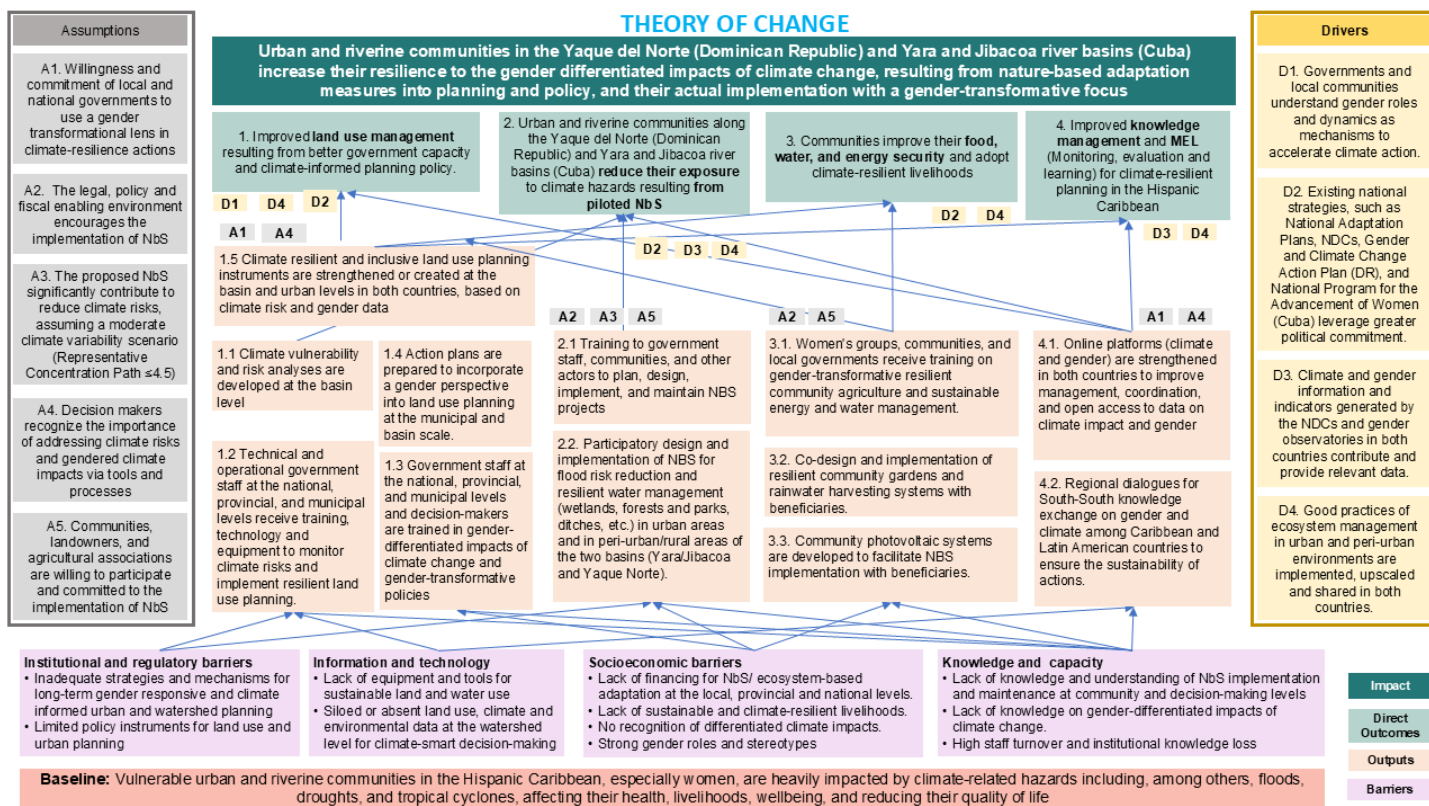 THEORY OF CHANGE
Assumptions
A1. Willingness and
commitment of local and
national governments to
use a gender
transformational lens in
climate-resilience actions
A2. The legal, policy and
fiscal enabling environment
encourages the
implementation of NbS
A3. The proposed NbS
significantly contribute to
reduce climate risks,
assuming a moderate
climate variability scenario
(Representative
Concentration Path ≤4.5)
A4. Decision makers
recognize the importance
of addressing climate risks
and gendered climate
impacts via tools and
processes
A5. Communities,
landowners, and
agricultural associations
are willing to participate
and committed to the
implementation of NbS
Urban and riverine communities in the Yaque del Norte (Dominican Republic) and Yara and Jibacoa river basins (Cuba)
increase their resilience to the gender differentiated impacts of climate change, resulting from nature-based adaptation
measures into planning and policy, and their actual implementation with a gender-transformative focus
1. Improved land use management
resulting from better government capacity
and climate-informed planning policy.
2. Urban and riverine communities along
the Yaque del Norte (Dominican
Republic) and Yara and Jibacoa river
basins (Cuba) reduce their exposure
to climate hazards resulting from
piloted NbS
3. Communities improve their food,
water, and energy security and adopt
climate-resilient livelihoods
4. Improved knowledge
management and MEL
(Monitoring, evaluation and
learning) for climate-resilient
planning in the Hispanic
Caribbean
D1 D4 D2
A1 A4
D2 D4
D2 D3 D4
D3 D4
1.5 Climate resilient and inclusive land use planning
instruments are strengthened or created at the
basin and urban levels in both countries, based on
climate risk and gender data
A2 A3 A5
A2 A5
A1 A4
1.1 Climate vulnerability
and risk analyses are
developed at the basin
level
1.4 Action plans are
prepared to incorporate
a gender perspective
into land use planning
at the municipal and
basin scale.
2.1 Training to government
staff, communities, and other
actors to plan, design,
implement, and maintain NBS
projects
3.1. Women's groups, communities, and
local governments receive training on
gender-transformative resilient
community agriculture and sustainable
energy and water management.
4.1. Online platforms (climate
and gender) are strengthened
in both countries to improve
management, coordination,
and open access to data on
climate impact and gender
1.2 Technical and
operational government
staff at the national,
provincial, and municipal
levels receive training,
technology and
equipment to monitor
climate risks and
implement resilient land
use planning.
1.3 Government staff at
the national, provincial,
and municipal levels
and decision-makers
are trained in gender-
differentiated impacts of
climate change and
gender-transformative
policies
2.2. Participatory design and
implementation of NBS for
flood risk reduction and
resilient water management
(wetlands, forests and parks,
ditches, etc.) in urban areas
and in peri-urban/rural areas of
the two basins (Yara/Jibacoa
and Yaque Norte).
3.2. Co-design and implementation of
resilient community gardens and
rainwater harvesting systems with
beneficiaries.
3.3. Community photovoltaic systems
are developed to facilitate NBS
implementation with beneficiaries.
4.2. Regional dialogues for
South-South knowledge
exchange on gender and
climate among Caribbean and
Latin American countries to
ensure the sustainability of
actions.
Drivers
D1. Governments and
local communities
understand gender roles
and dynamics as
mechanisms to
accelerate climate action.
D2. Existing national
strategies, such as
National Adaptation
Plans, NDCs, Gender
and Climate Change
Action Plan (DR), and
National Program for the
Advancement of Women
(Cuba) leverage greater
political commitment.
D3. Climate and gender
information and
indicators generated by
the NDCs and gender
observatories in both
countries contribute and
provide relevant data.
D4. Good practices of
ecosystem management
in urban and peri-urban
environments are
implemented, upscaled
and shared in both
countries.
Institutional and regulatory barriers
• Inadequate strategies and mechanisms for
long-term gender responsive and climate
informed urban and watershed planning
• Limited policy instruments for land use and
urban planning
Information and technology
• Lack of equipment and tools for
sustainable land and water use
• Siloed or absent land use, climate and
environmental data at the watershed
level for climate-smart decision-making
Socioeconomic barriers
• Lack of financing for NbS/ ecosystem-based
adaptation at the local, provincial and national levels.
• Lack of sustainable and climate-resilient livelihoods.
• No recognition of differentiated climate impacts.
• Strong gender roles and stereotypes
Knowledge and capacity
• Lack of knowledge and understanding of NbS implementation
and maintenance at community and decision-making levels
• Lack of knowledge on gender-differentiated impacts of
climate change.
• High staff turnover and institutional knowledge loss
Impact
Direct
Outcomes
Outputs
Barriers
Baseline: Vulnerable urban and riverine communities in the Hispanic Caribbean, especially women, are heavily impacted by climate-related hazards including, among others, floods,
droughts, and tropical cyclones, affecting their health, livelihoods, wellbeing, and reducing their quality of life